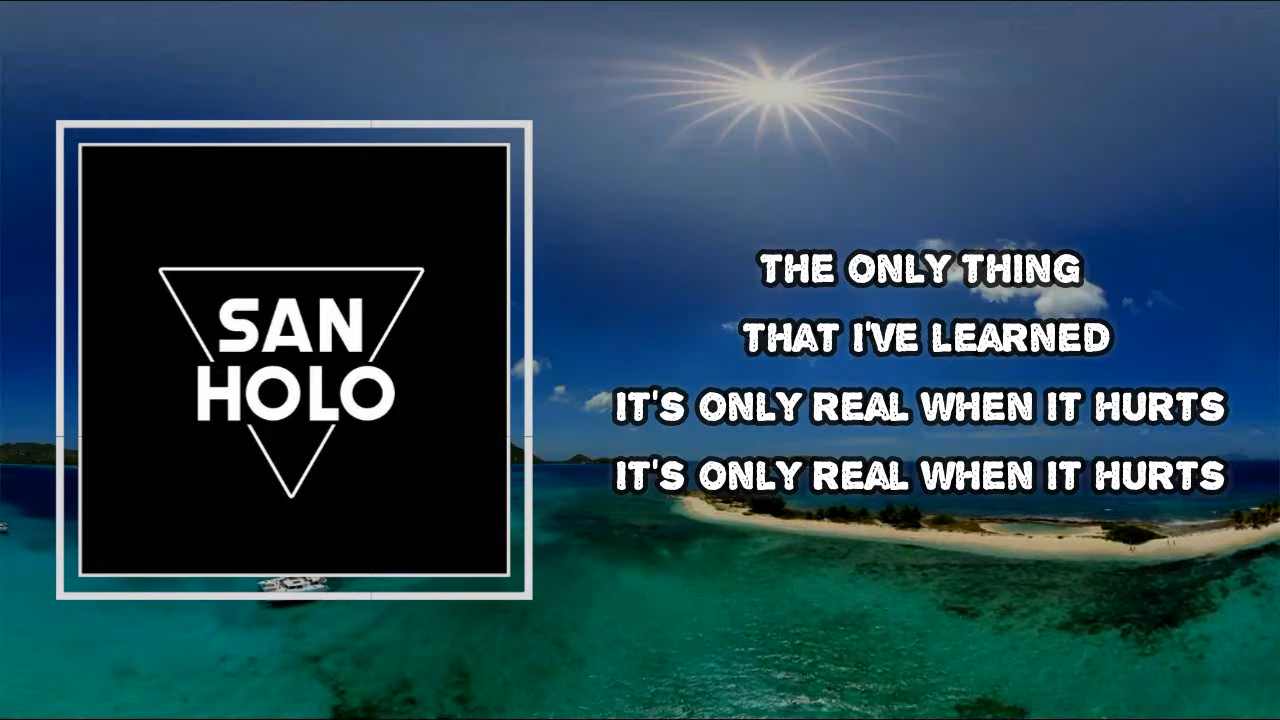 SAN
HOLO
THE ONLY THING
THAT I'VE LEARNED
IT'S ONLY REAL WHEN IT HURTS
IT'S ONLY REAL WHEN IT HURTS